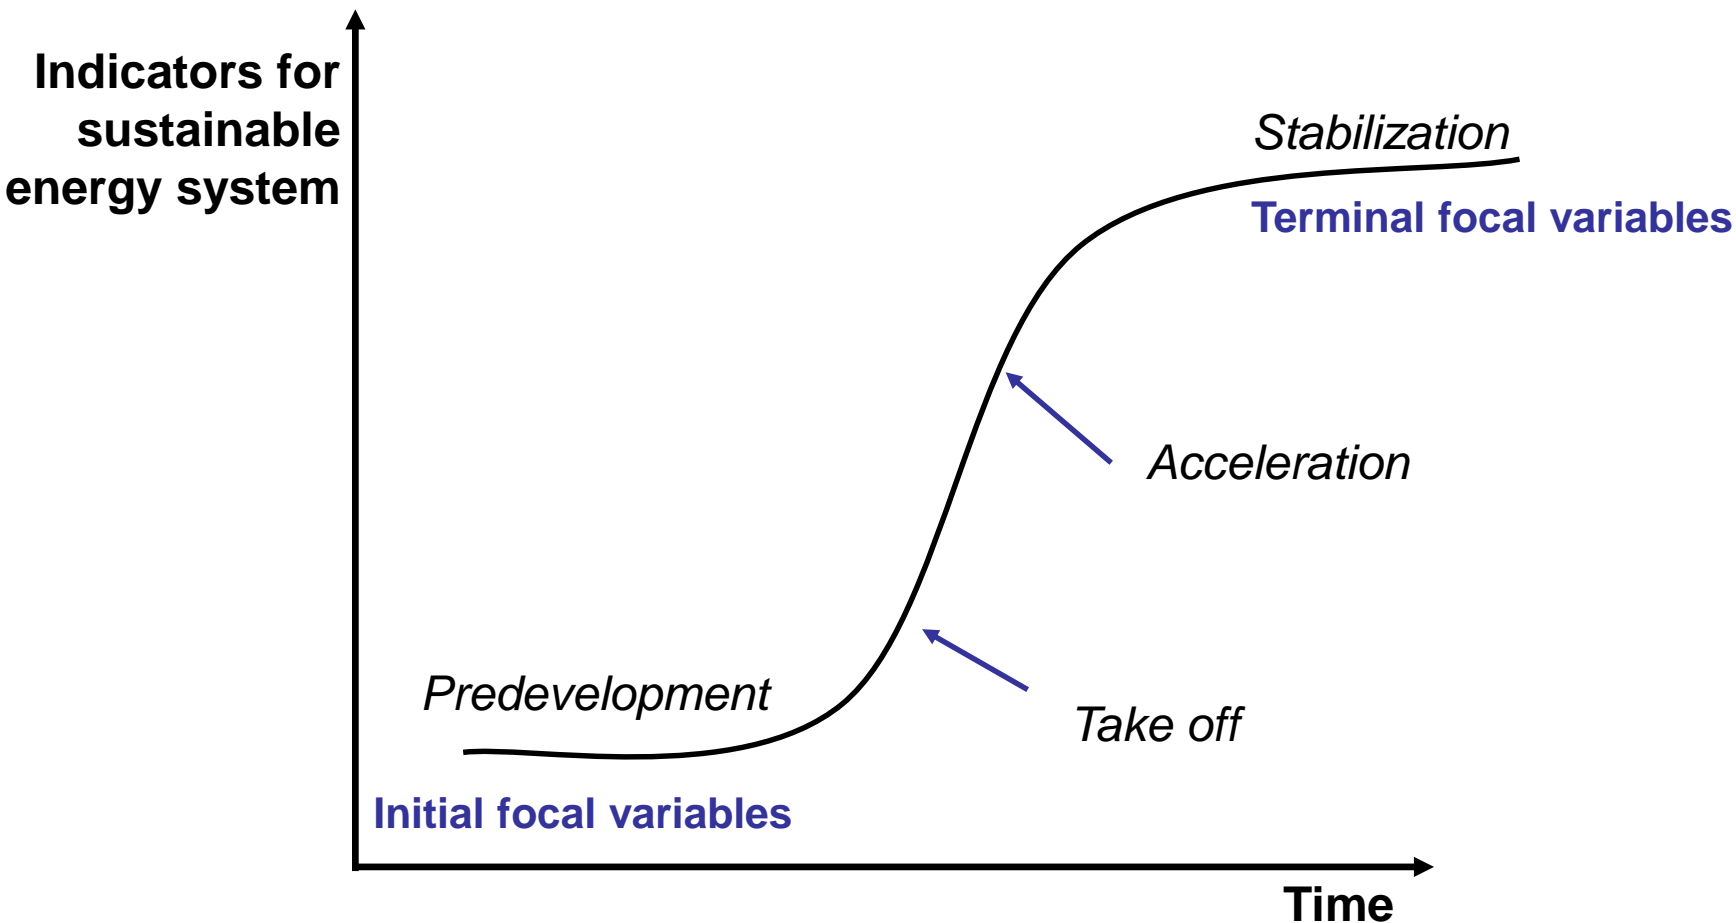 Indicators for
sustainable
energy system
Stabilization
Terminal focal variables
Acceleration
Predevelopment
Take off
Initial focal variables
Time